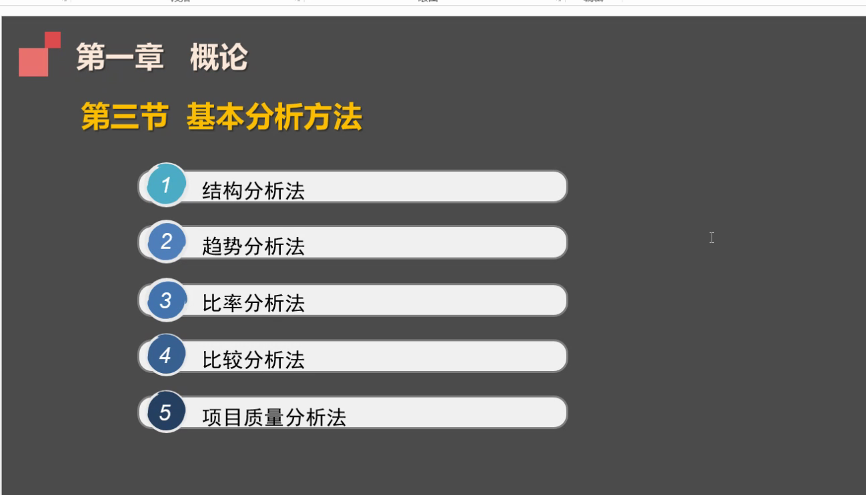 第一章 概论
第三节 基本分析方法
1 结构分析法
2 趋势分析法
3 比率分析法
4 比较分析法
5 项目质量分析法